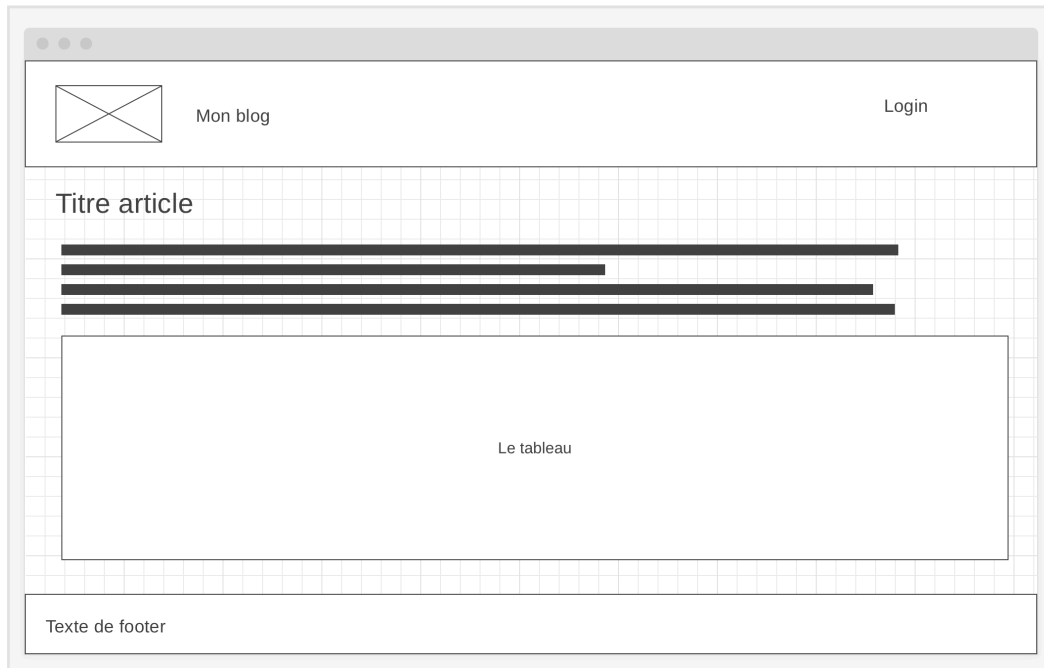 Mon blog
Login
Titre article
Le tableau
Texte de footer